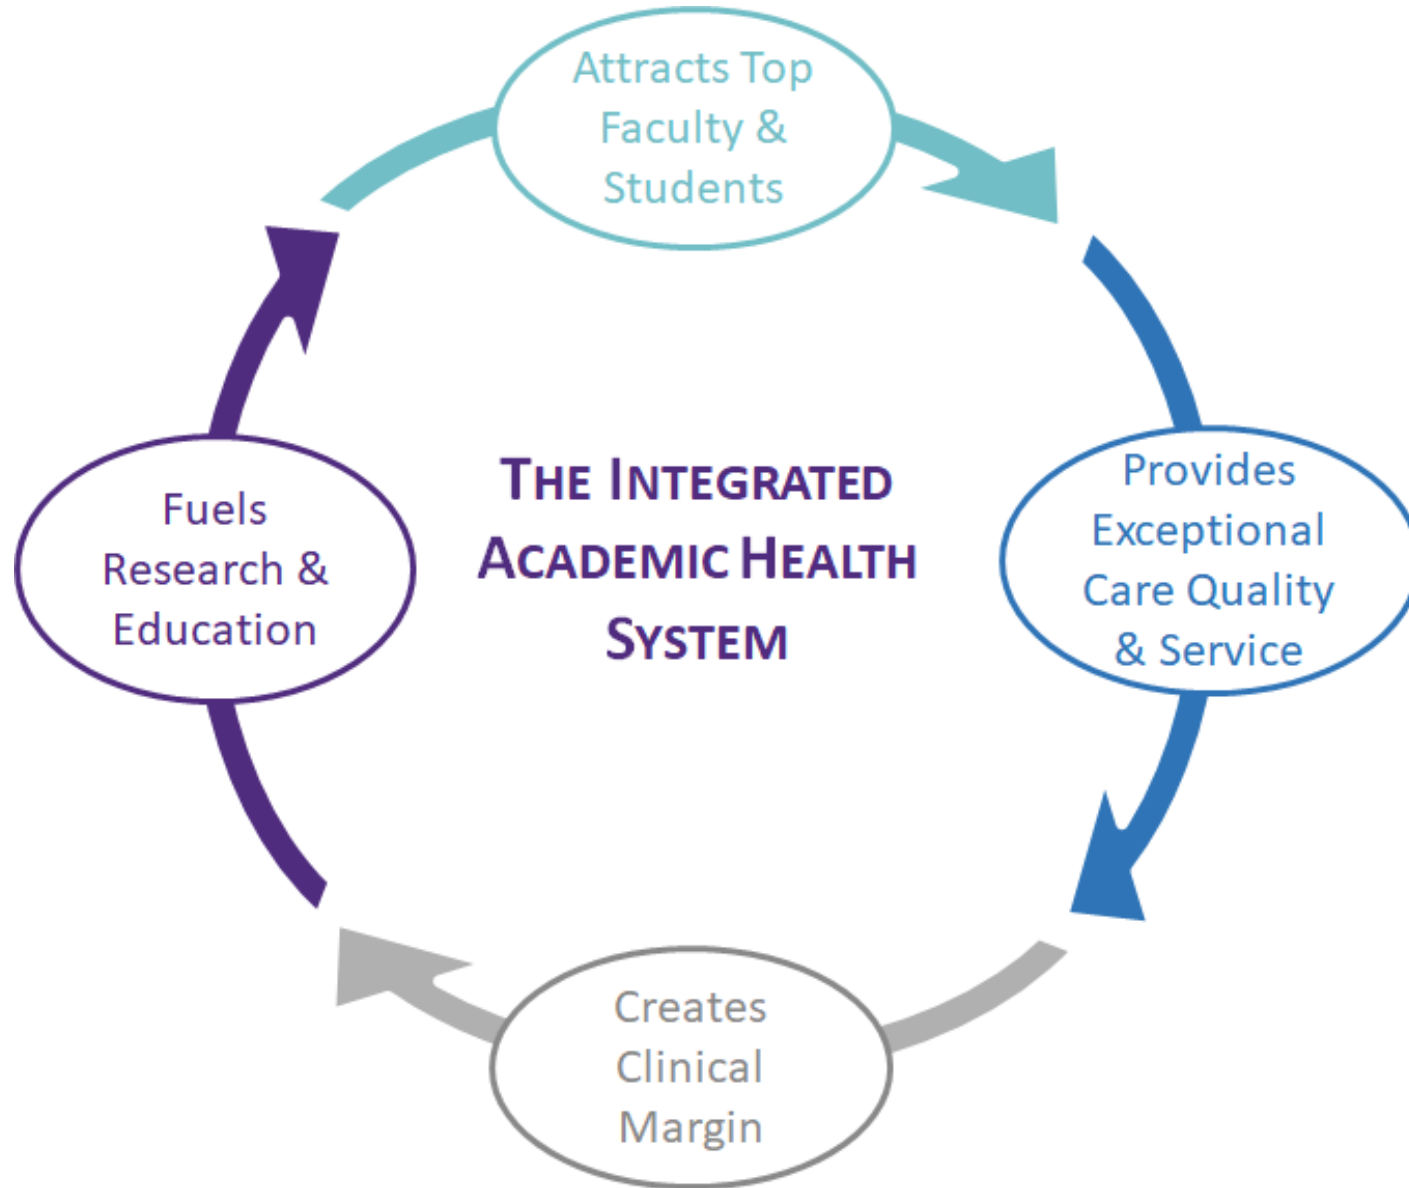 Attracts Top
Faculty &
Students
Provides
Exceptional
Care Quality
& Service
Creates
Clinical
Margin
Fuels
Research &
Education
THE INTEGRATED
ACADEMIC HEALTH
SYSTEM